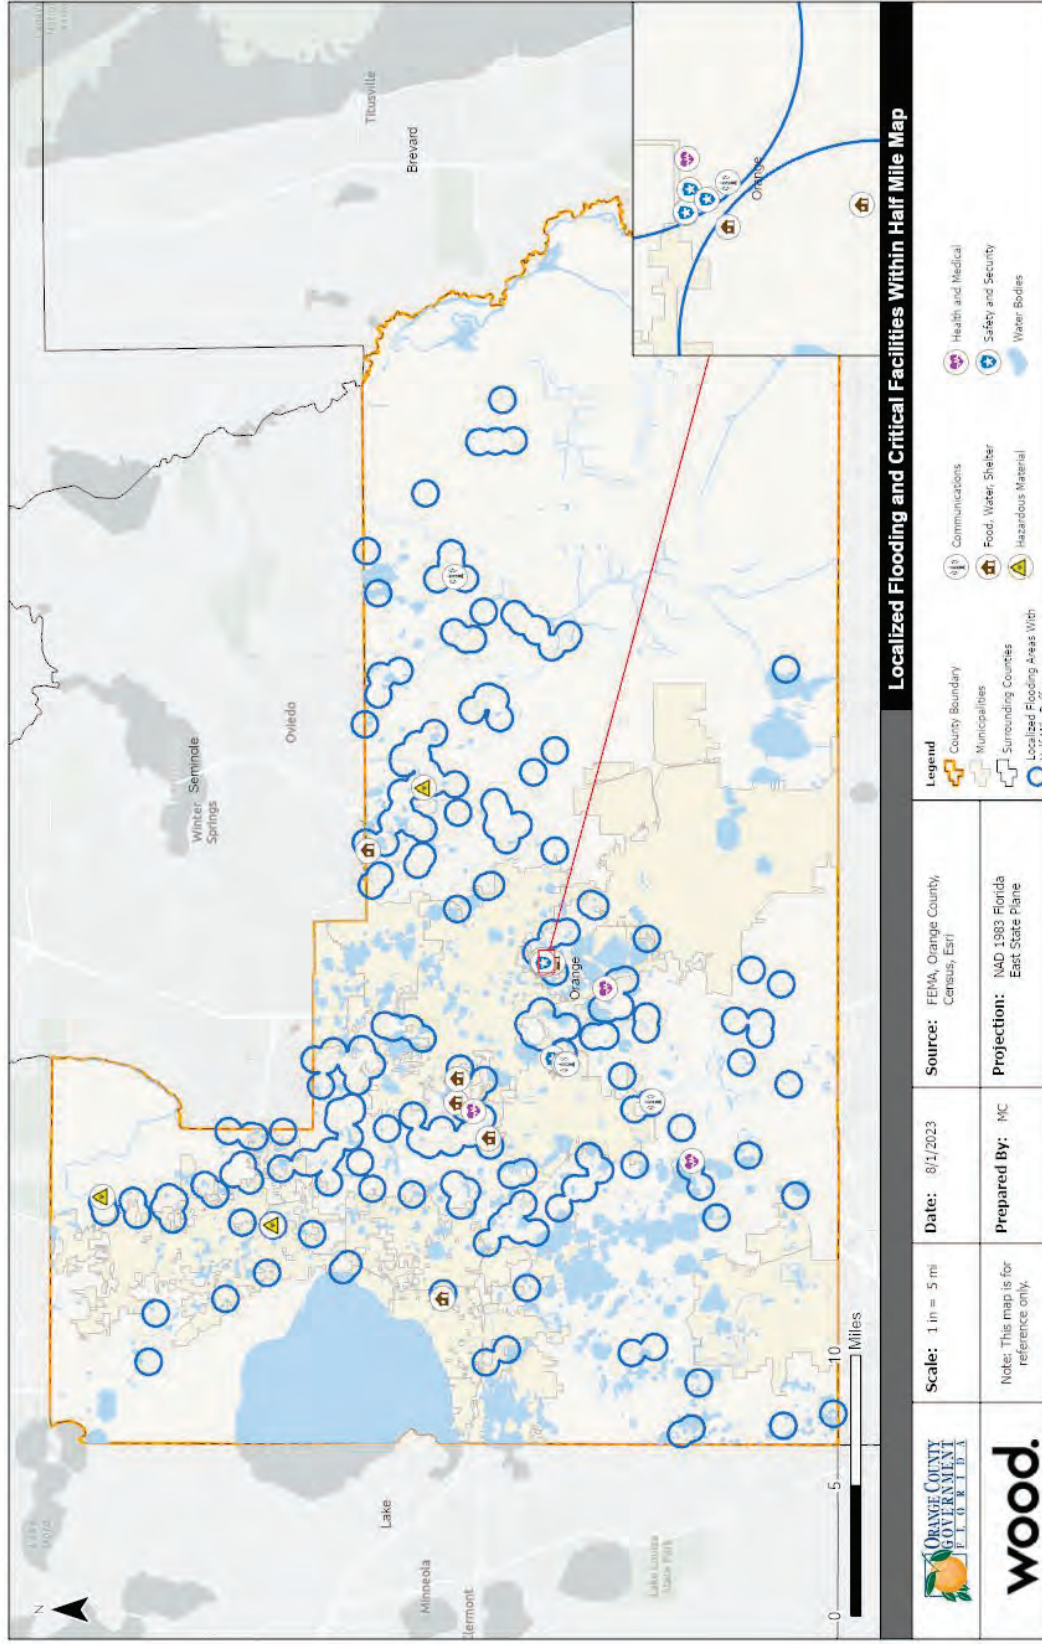 Titusville
Brevard
Oviedo
Seminole
Winter
Springs
Orange
Orange
Lake
Minneola
Lake Louisa
State Park
N
0
5
10
Miles
Localized Flooding and Critical Facilities Within Half Mile Map
ORANGE COUNTY
GOVERNMENT
FLORIDA
wood.
Scale: 1 in = 5 mi
Date: 8/1/2023
Source: FEMA, Orange County,
Census, Esri
Note: This map is for
reference only.
Prepared By: MC
Projection: NAD 1983 Florida
East State Plane
Legend
County Boundary
Municipalities
Surrounding Counties
Localized Flooding Areas With
Communications
Food, Water, Shelter
Hazardous Material
Health and Medical
Safety and Security
Water Bodies